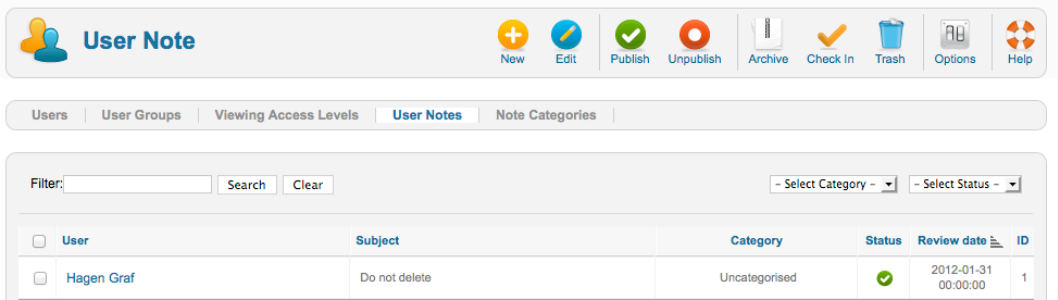 User Note
New Edit Publish Unpublish Archive Check In Trash Options Help
Users User Groups Viewing Access Levels User Notes Note Categories
Filter: Search Clear - Select Category - - Select Status -
User Subject Category Status Review date ID
Hagen Graf Do not delete Uncategorised 2012-01-31 1
00:00:00